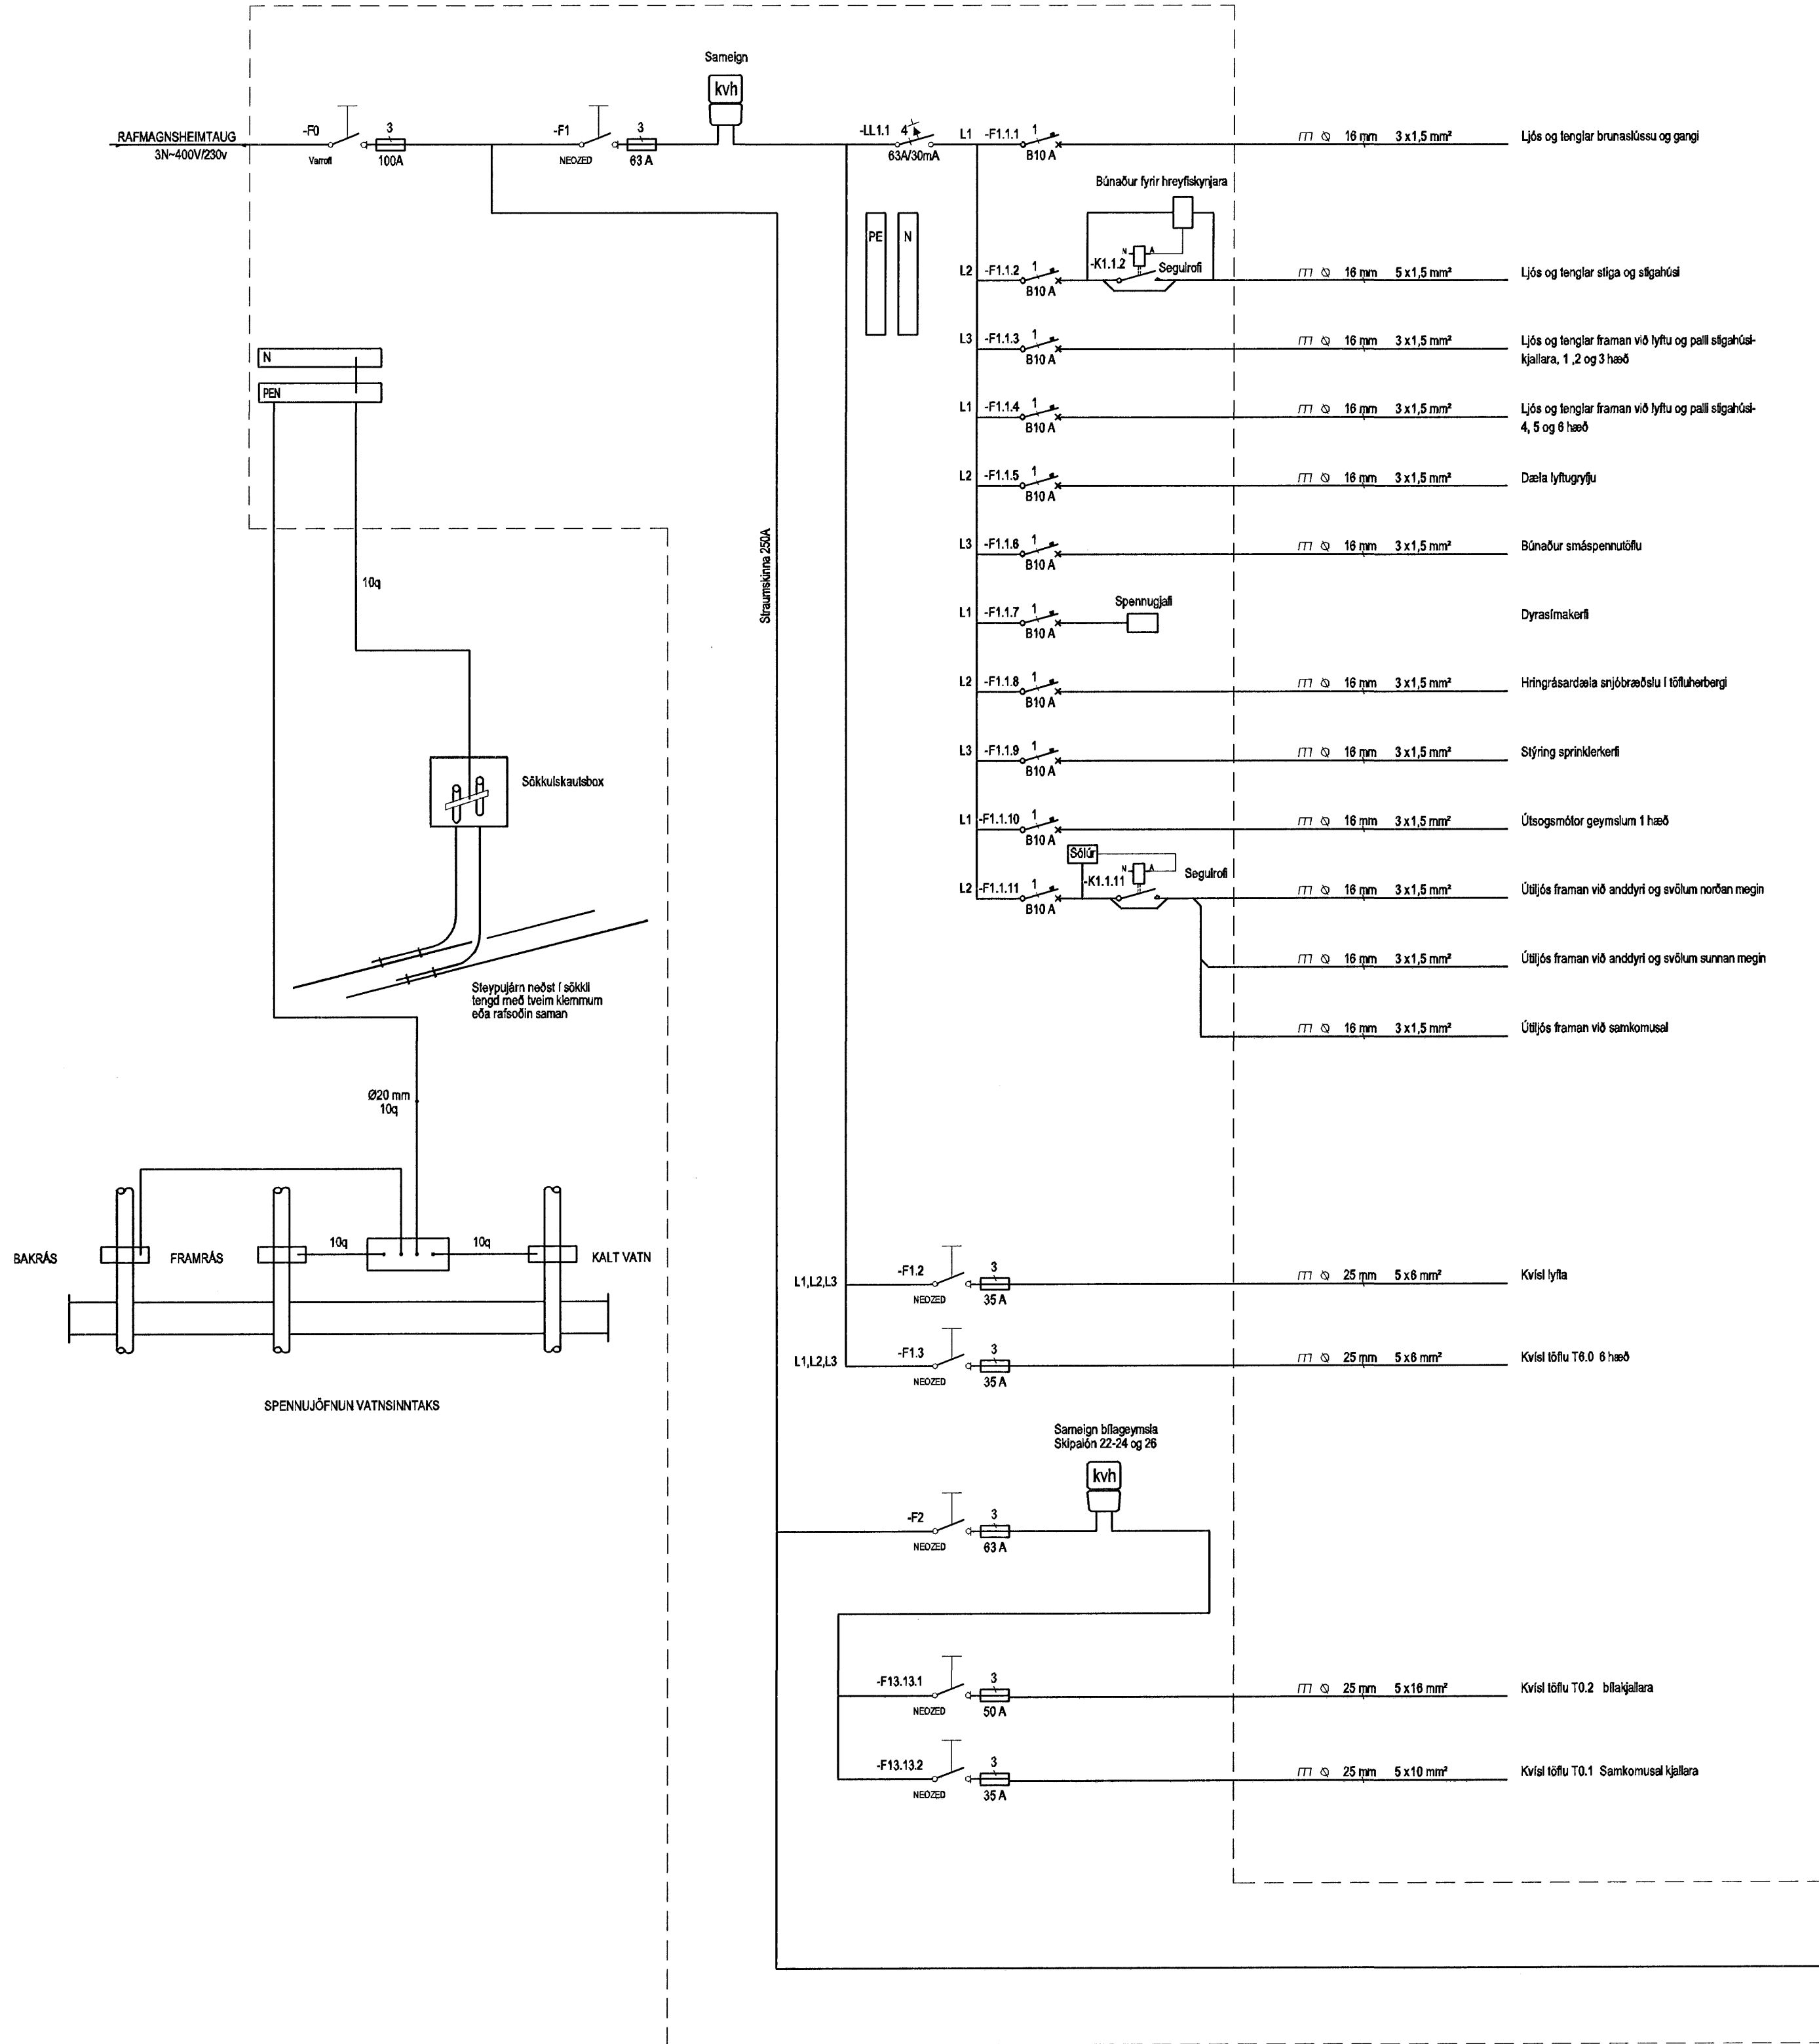 Sameign
kvh
RAFMAGNSHEIMTAUG
3N~400V/230v
-F0
Varrofi
3
100A
-F1
NEOZED
3
63 A
-LL1.1
4
63A/30mA
L1
-F1.1.1
1
B10 A
16 mm
3 x 1,5 mm²
Ljós og tenglar brunaslússu og gangi
Búnaður fyrir hreyfiskynjara
PE
N
L2
-F1.1.2
1
B10 A
-K1.1.2
N
A
Segulrofi
16 mm
5 x 1,5 mm²
Ljós og tenglar stiga og stigahúsi
L3
-F1.1.3
1
B10 A
16 mm
3 x 1,5 mm²
Ljós og tenglar framan við lyftu og palli stigahúsi-
kjallara, 1 ,2 og 3 hæð
N
PEN
L1
-F1.1.4
1
B10 A
16 mm
3 x 1,5 mm²
Ljós og tenglar framan við lyftu og palli stigahúsi-
4, 5 og 6 hæð
L2
-F1.1.5
1
B10 A
16 mm
3 x 1,5 mm²
Dæla lyftugryfju
Straumskinna 250A
L3
-F1.1.6
1
B10 A
16 mm
3 x 1,5 mm²
Búnaður smáspennutöflu
10q
L1
-F1.1.7
1
B10 A
Spennugjafi
Dyrasímakerfi
L2
-F1.1.8
1
B10 A
16 mm
3 x 1,5 mm²
Hringrásardæla snjóbræðslu í töfluherbergi
L3
-F1.1.9
1
B10 A
16 mm
3 x 1,5 mm²
Stýring sprinklerkerfi
Sökkulskautsbox
L1
-F1.1.10
1
B10 A
16 mm
3 x 1,5 mm²
Útsogsmótor geymslum 1 hæð
Sólúr
L2
-F1.1.11
1
B10 A
-K1.1.11
N
A
Segulrofi
16 mm
3 x 1,5 mm²
Útiljós framan við anddyri og svölum norðan megin
16 mm
3 x 1,5 mm²
Útiljós framan við anddyri og svölum sunnan megin
Steypujárn neðst í sökkli
tengd með tveim klemmum
eða rafsoðin saman
16 mm
3 x 1,5 mm²
Útiljós framan við samkomusal
Ø20 mm
10q
BAKRÁS
FRAMRÁS
10q
10q
KALT VATN
SPENNUJÖFNUN VATNSINNTAKS
L1,L2,L3
-F1.2
NEOZED
3
35 A
25 mm
5 x6 mm²
Kvísl lyfta
L1,L2,L3
-F1.3
NEOZED
3
35 A
25 mm
5 x6 mm²
Kvísl töflu T6.0 6 hæð
Sameign bílageymsla
Skipalón 22-24 og 26
kvh
-F2
NEOZED
3
63 A
-F13.13.1
NEOZED
3
50 A
25 mm
5 x16 mm²
Kvísl töflu T0.2 bílakjallara
-F13.13.2
NEOZED
3
35 A
25 mm
5 x10 mm²
Kvísl töflu T0.1 Samkomusal kjallara